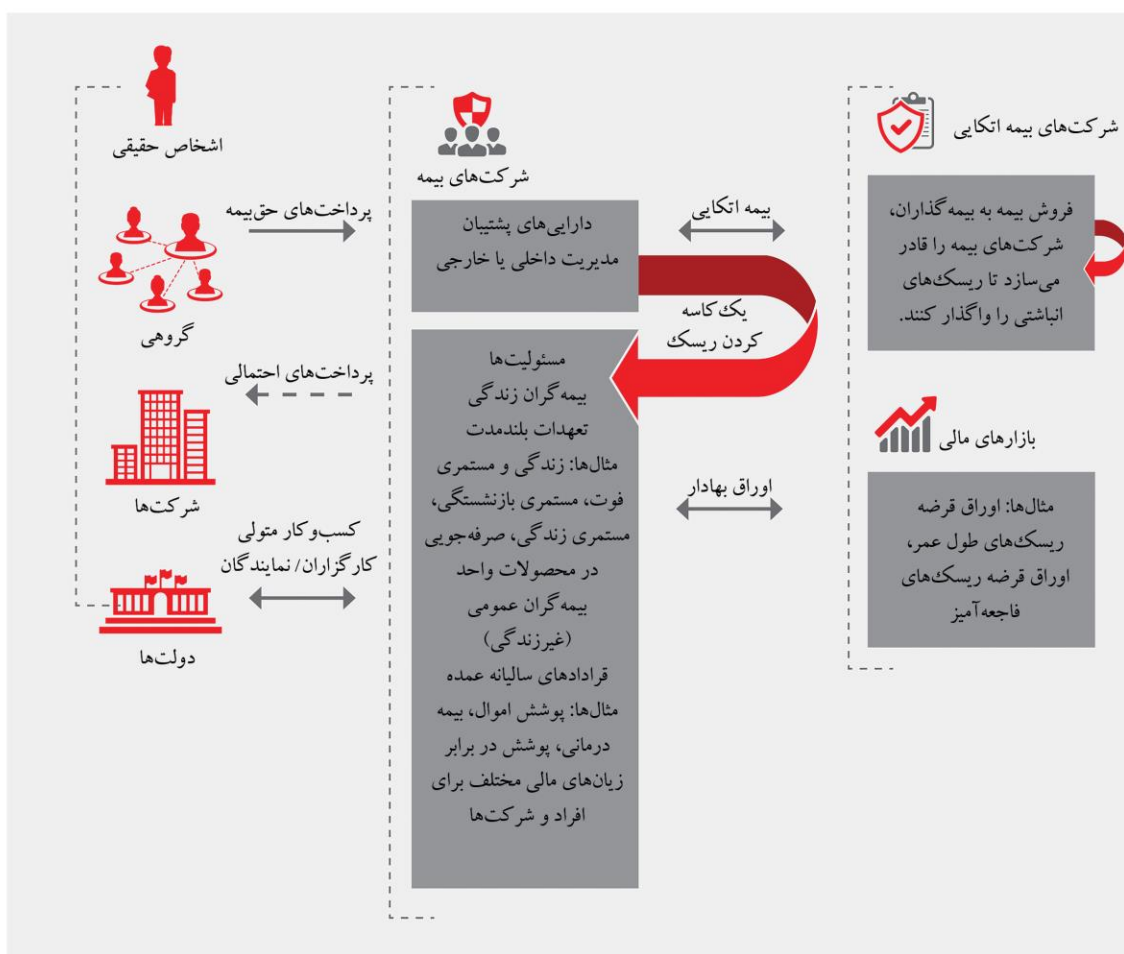 اشخاص حقیقی
پرداخت‌های حق‌بیمه
گروهی
پرداخت‌های احتمالی
شرکت‌ها
کسب‌وکار متولی
کارگزاران/نمایندگان
دولت‌ها
شرکت‌های بیمه
دارایی‌های پشتیبان
مدیریت داخلی یا خارجی
یک‌کاسه
کردن ریسک
مسئولیت‌ها
بیمه‌گران زندگی
تعهدات بلندمدت
مثال‌ها: زندگی و مستمری
فوت، مستمری بازنشستگی،
مستمری زندگی، صرفه‌جویی
در محصولات واحد
بیمه‌گران عمومی
(غیرزندگی)
قرادادهای سالیانه عمده
مثال‌ها: پوشش اموال، بیمه
درمانی، پوشش در برابر
زیان‌های مالی مختلف برای
افراد و شرکت‌ها
بیمه اتکایی
اوراق بهادار
شرکت‌های بیمه اتکایی
فروش بیمه به بیمه‌گذاران،
شرکت‌های بیمه را قادر
می‌سازد تا ریسک‌های
انباشتی را واگذار کنند.
بازارهای مالی
مثال‌ها: اوراق قرضه
ریسک‌های طول عمر،
اوراق قرضه ریسک‌های
فاجعه‌آمیز